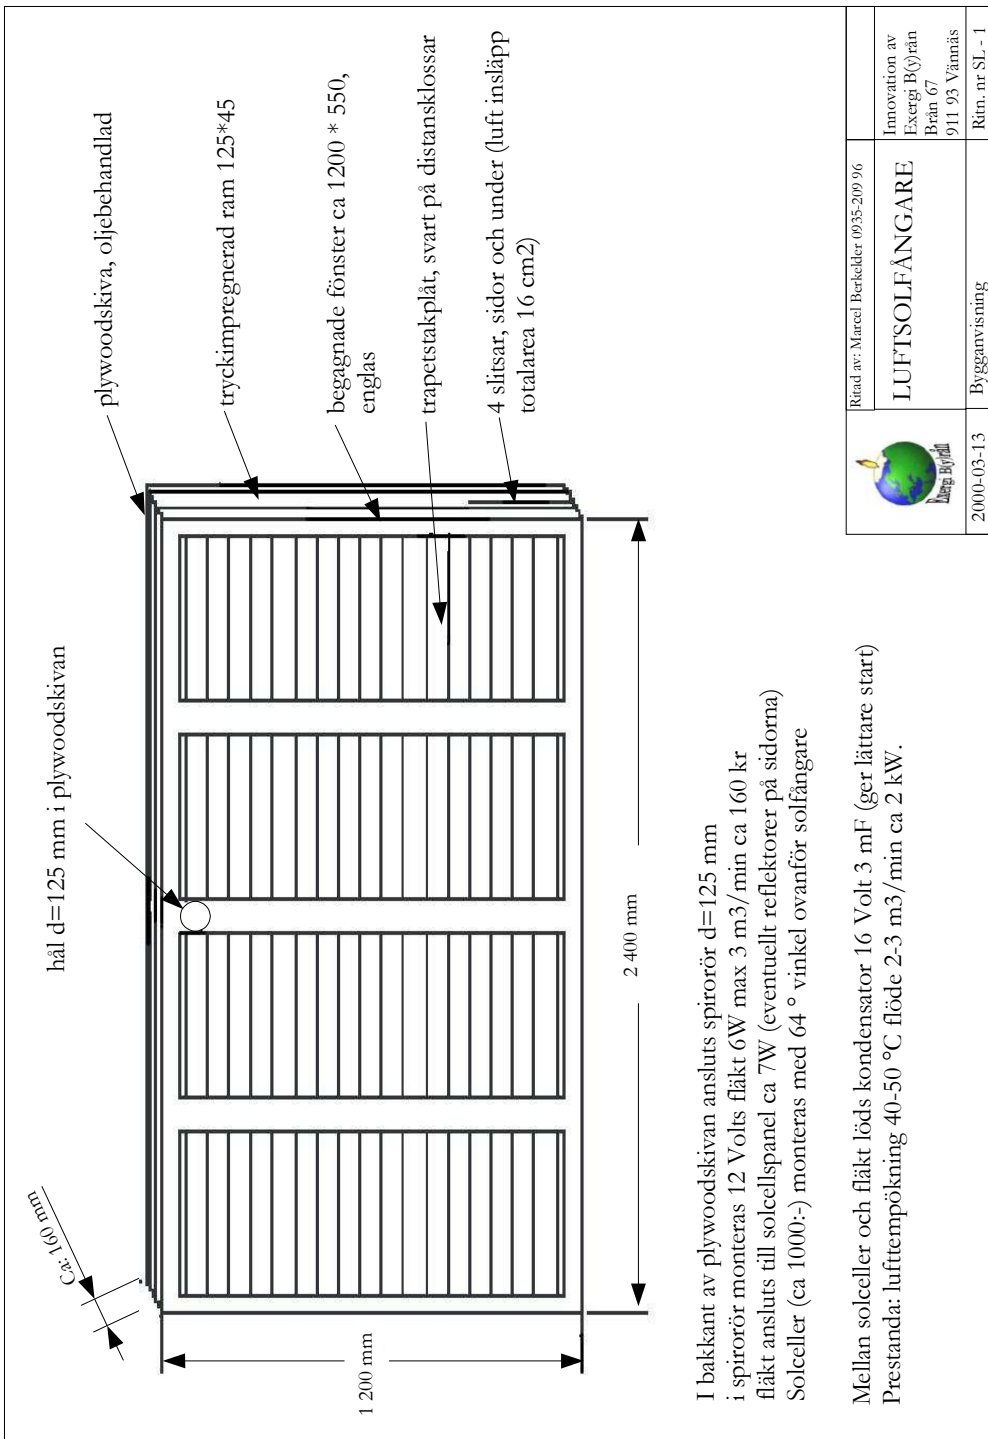 hål d=125 mm i plywoodskivan
plywoodskiva, oljebehandlad
tryckimpregnerad ram 125*45
begagnade fönster ca 1200 * 550,
englas
trapetstakplåt, svart på distansklossar
4 slitsar, sidor och under (luft insläpp
totalarea 16 cm2)
Ca: 160 mm
1 200 mm
2 400 mm
I bakkant av plywoodskivan ansluts spirorör d=125 mm
i spirorör monteras 12 Volts fläkt 6W max 3 m3/min ca 160 kr
fläkt ansluts till solcellspanel ca 7W (eventuellt reflektorer på sidorna)
Solceller (ca 1000:-) monteras med 64 ° vinkel ovanför solfångare
Mellan solceller och fläkt löds kondensator 16 Volt 3 mF (ger lättare start)
Prestanda: lufttempökning 40-50 °C flöde 2-3 m3/min ca 2 kW.
Exergi B(y)rån
Ritad av: Marcel Berkelder 0935-209 96
LUFTSOLFÅNGARE
Innovation av
Exergi B(y)rån
Brån 67
911 93 Vännäs
2000-03-13
Bygganvisning
Ritn. nr SL - 1